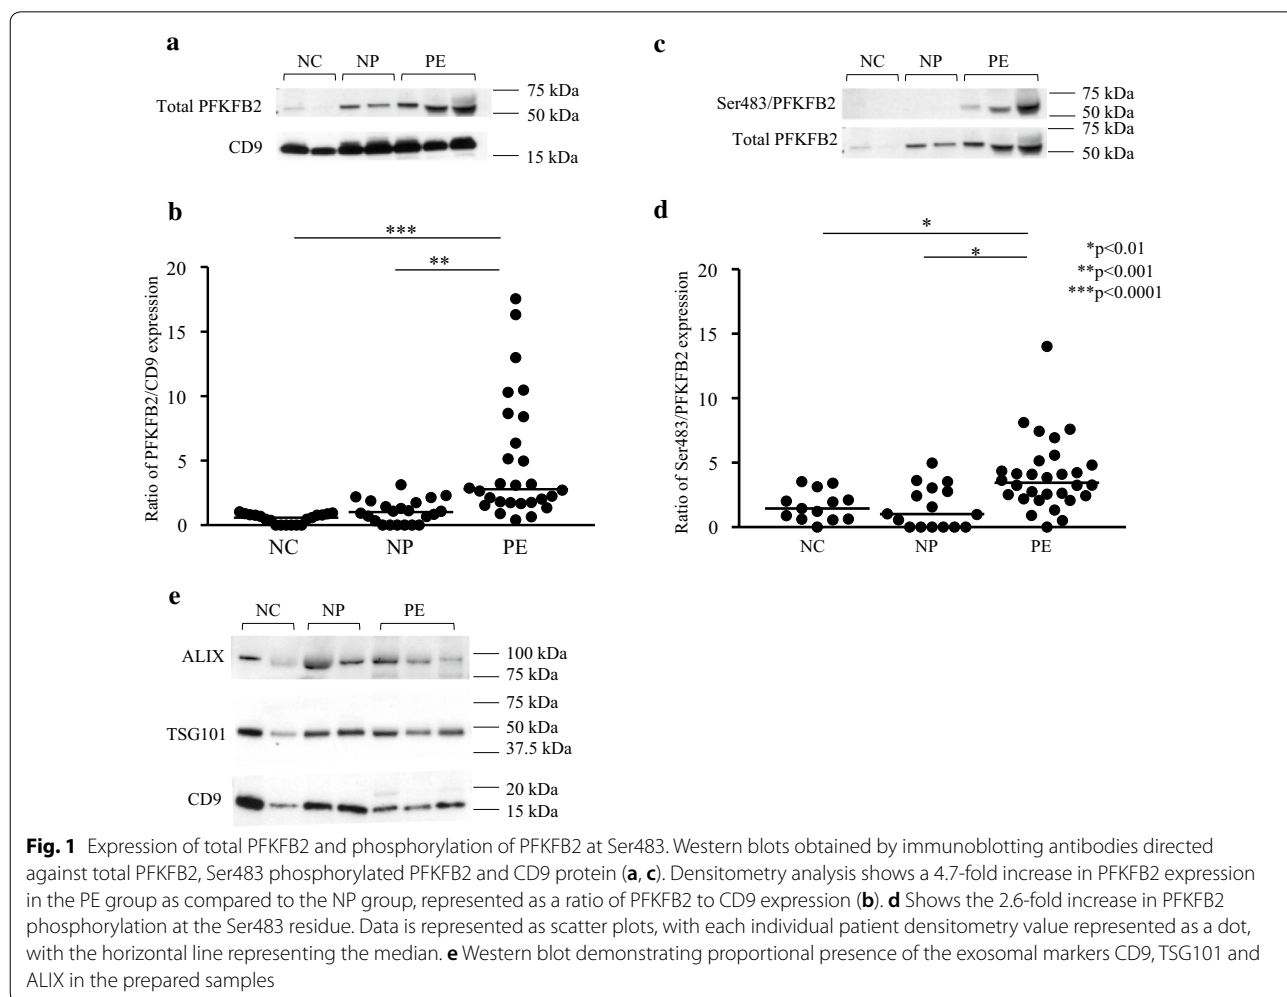 a
NC NP PE
Total PFKFB2
75 kDa
50 kDa
CD9
15 kDa
c
NC NP PE
Ser483/PFKFB2
75 kDa
50 kDa
Total PFKFB2
75 kDa
50 kDa
b
***
**
Ratio of PFKFB2/CD9 expression
20
15
10
5
0
NC NP PE
d
*
*
*p<0.01
**p<0.001
***p<0.0001
Ratio of Ser483/PFKFB2 expression
20
15
10
5
0
NC NP PE
e
NC NP PE
ALIX
100 kDa
75 kDa
TSG101
75 kDa
50 kDa
37.5 kDa
CD9
20 kDa
15 kDa
Fig. 1 Expression of total PFKFB2 and phosphorylation of PFKFB2 at Ser483. Western blots obtained by immunoblotting antibodies directed
against total PFKFB2, Ser483 phosphorylated PFKFB2 and CD9 protein (a, c). Densitometry analysis shows a 4.7-fold increase in PFKFB2 expression
in the PE group as compared to the NP group, represented as a ratio of PFKFB2 to CD9 expression (b). d Shows the 2.6-fold increase in PFKFB2
phosphorylation at the Ser483 residue. Data is represented as scatter plots, with each individual patient densitometry value represented as a dot,
with the horizontal line representing the median. e Western blot demonstrating proportional presence of the exosomal markers CD9, TSG101 and
ALIX in the prepared samples